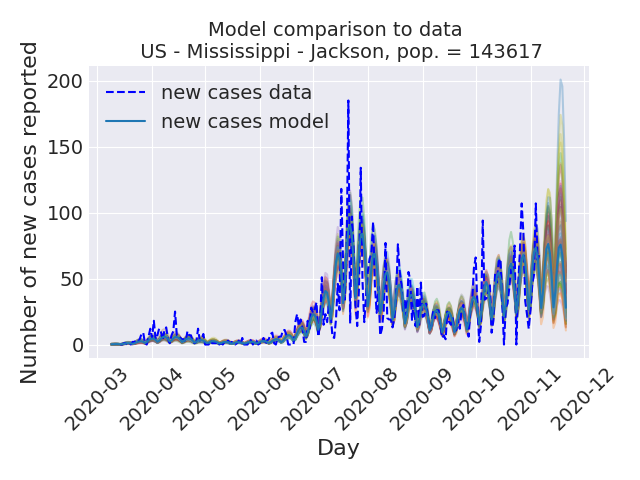 Model comparison to data
US - Mississippi - Jackson, pop. = 143617
Number of new cases reported
200
150
100
50
0
new cases data
new cases model
2020-03
2020-04
2020-05
2020-06
2020-07
2020-08
2020-09
2020-10
2020-11
2020-12
Day